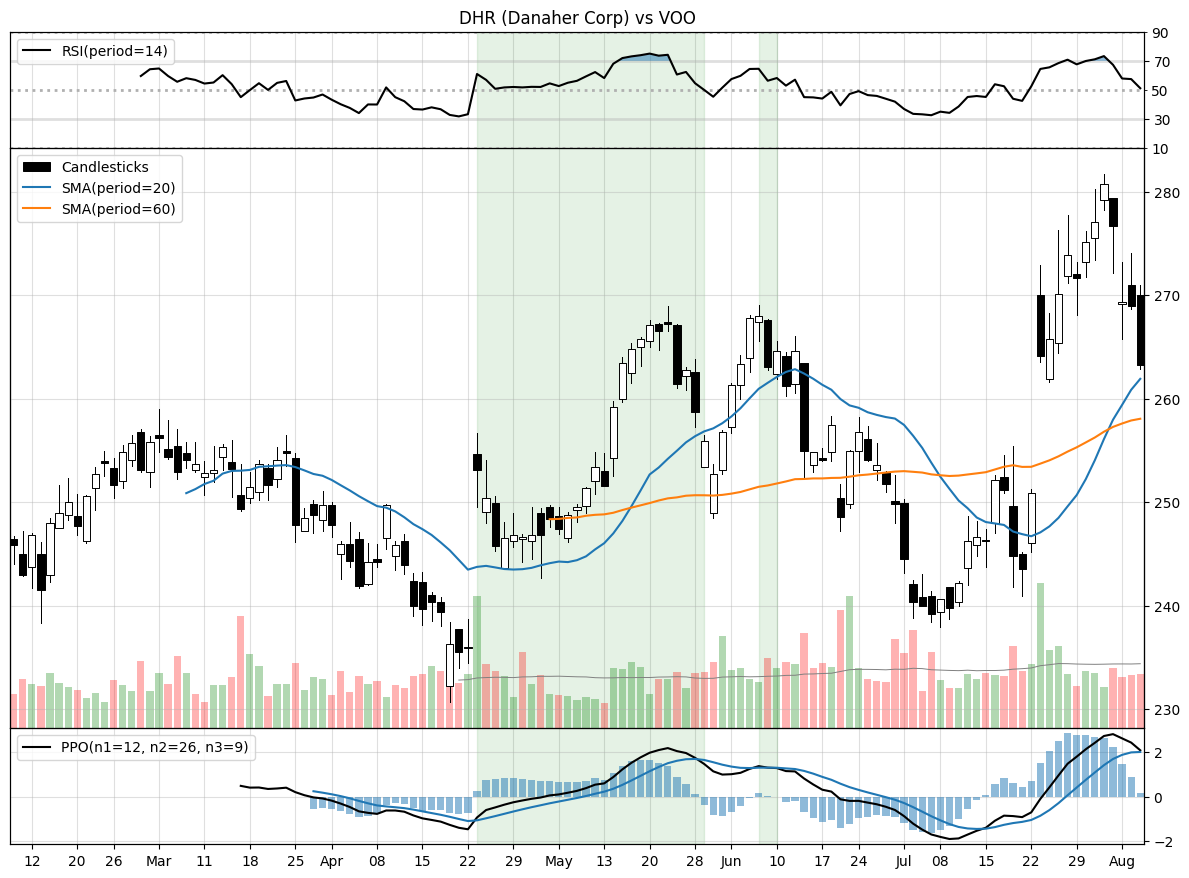 DHR (Danaher Corp) vs VOO
RSI(period=14)
90
70
50
30
10
Candlesticks
SMA(period=20)
SMA(period=60)
280
270
260
250
240
230
PPO(n1=12, n2=26, n3=9)
2
0
−2
12 20 26 Mar 11 18 25 Apr 08 15 22 29 May 13 20 28 Jun 10 17 24 Jul 08 15 22 29 Aug